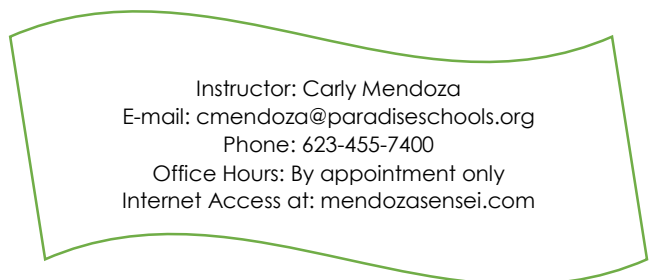 Instructor: Carly Mendoza
E-mail: cmendoza@paradiseschools.org
Phone: 623-455-7400
Office Hours: By appointment only
Internet Access at: mendozasensei.com